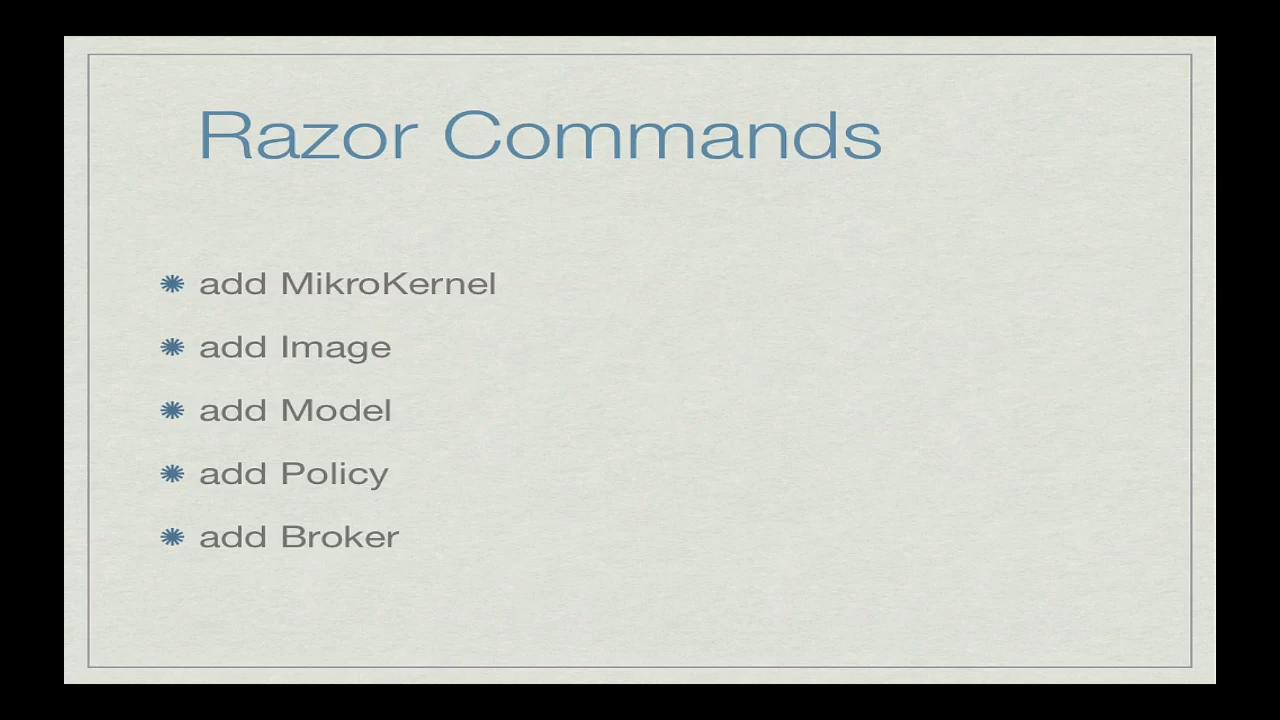 Razor Commands
add MikroKernel
add Image
add Model
add Policy
add Broker